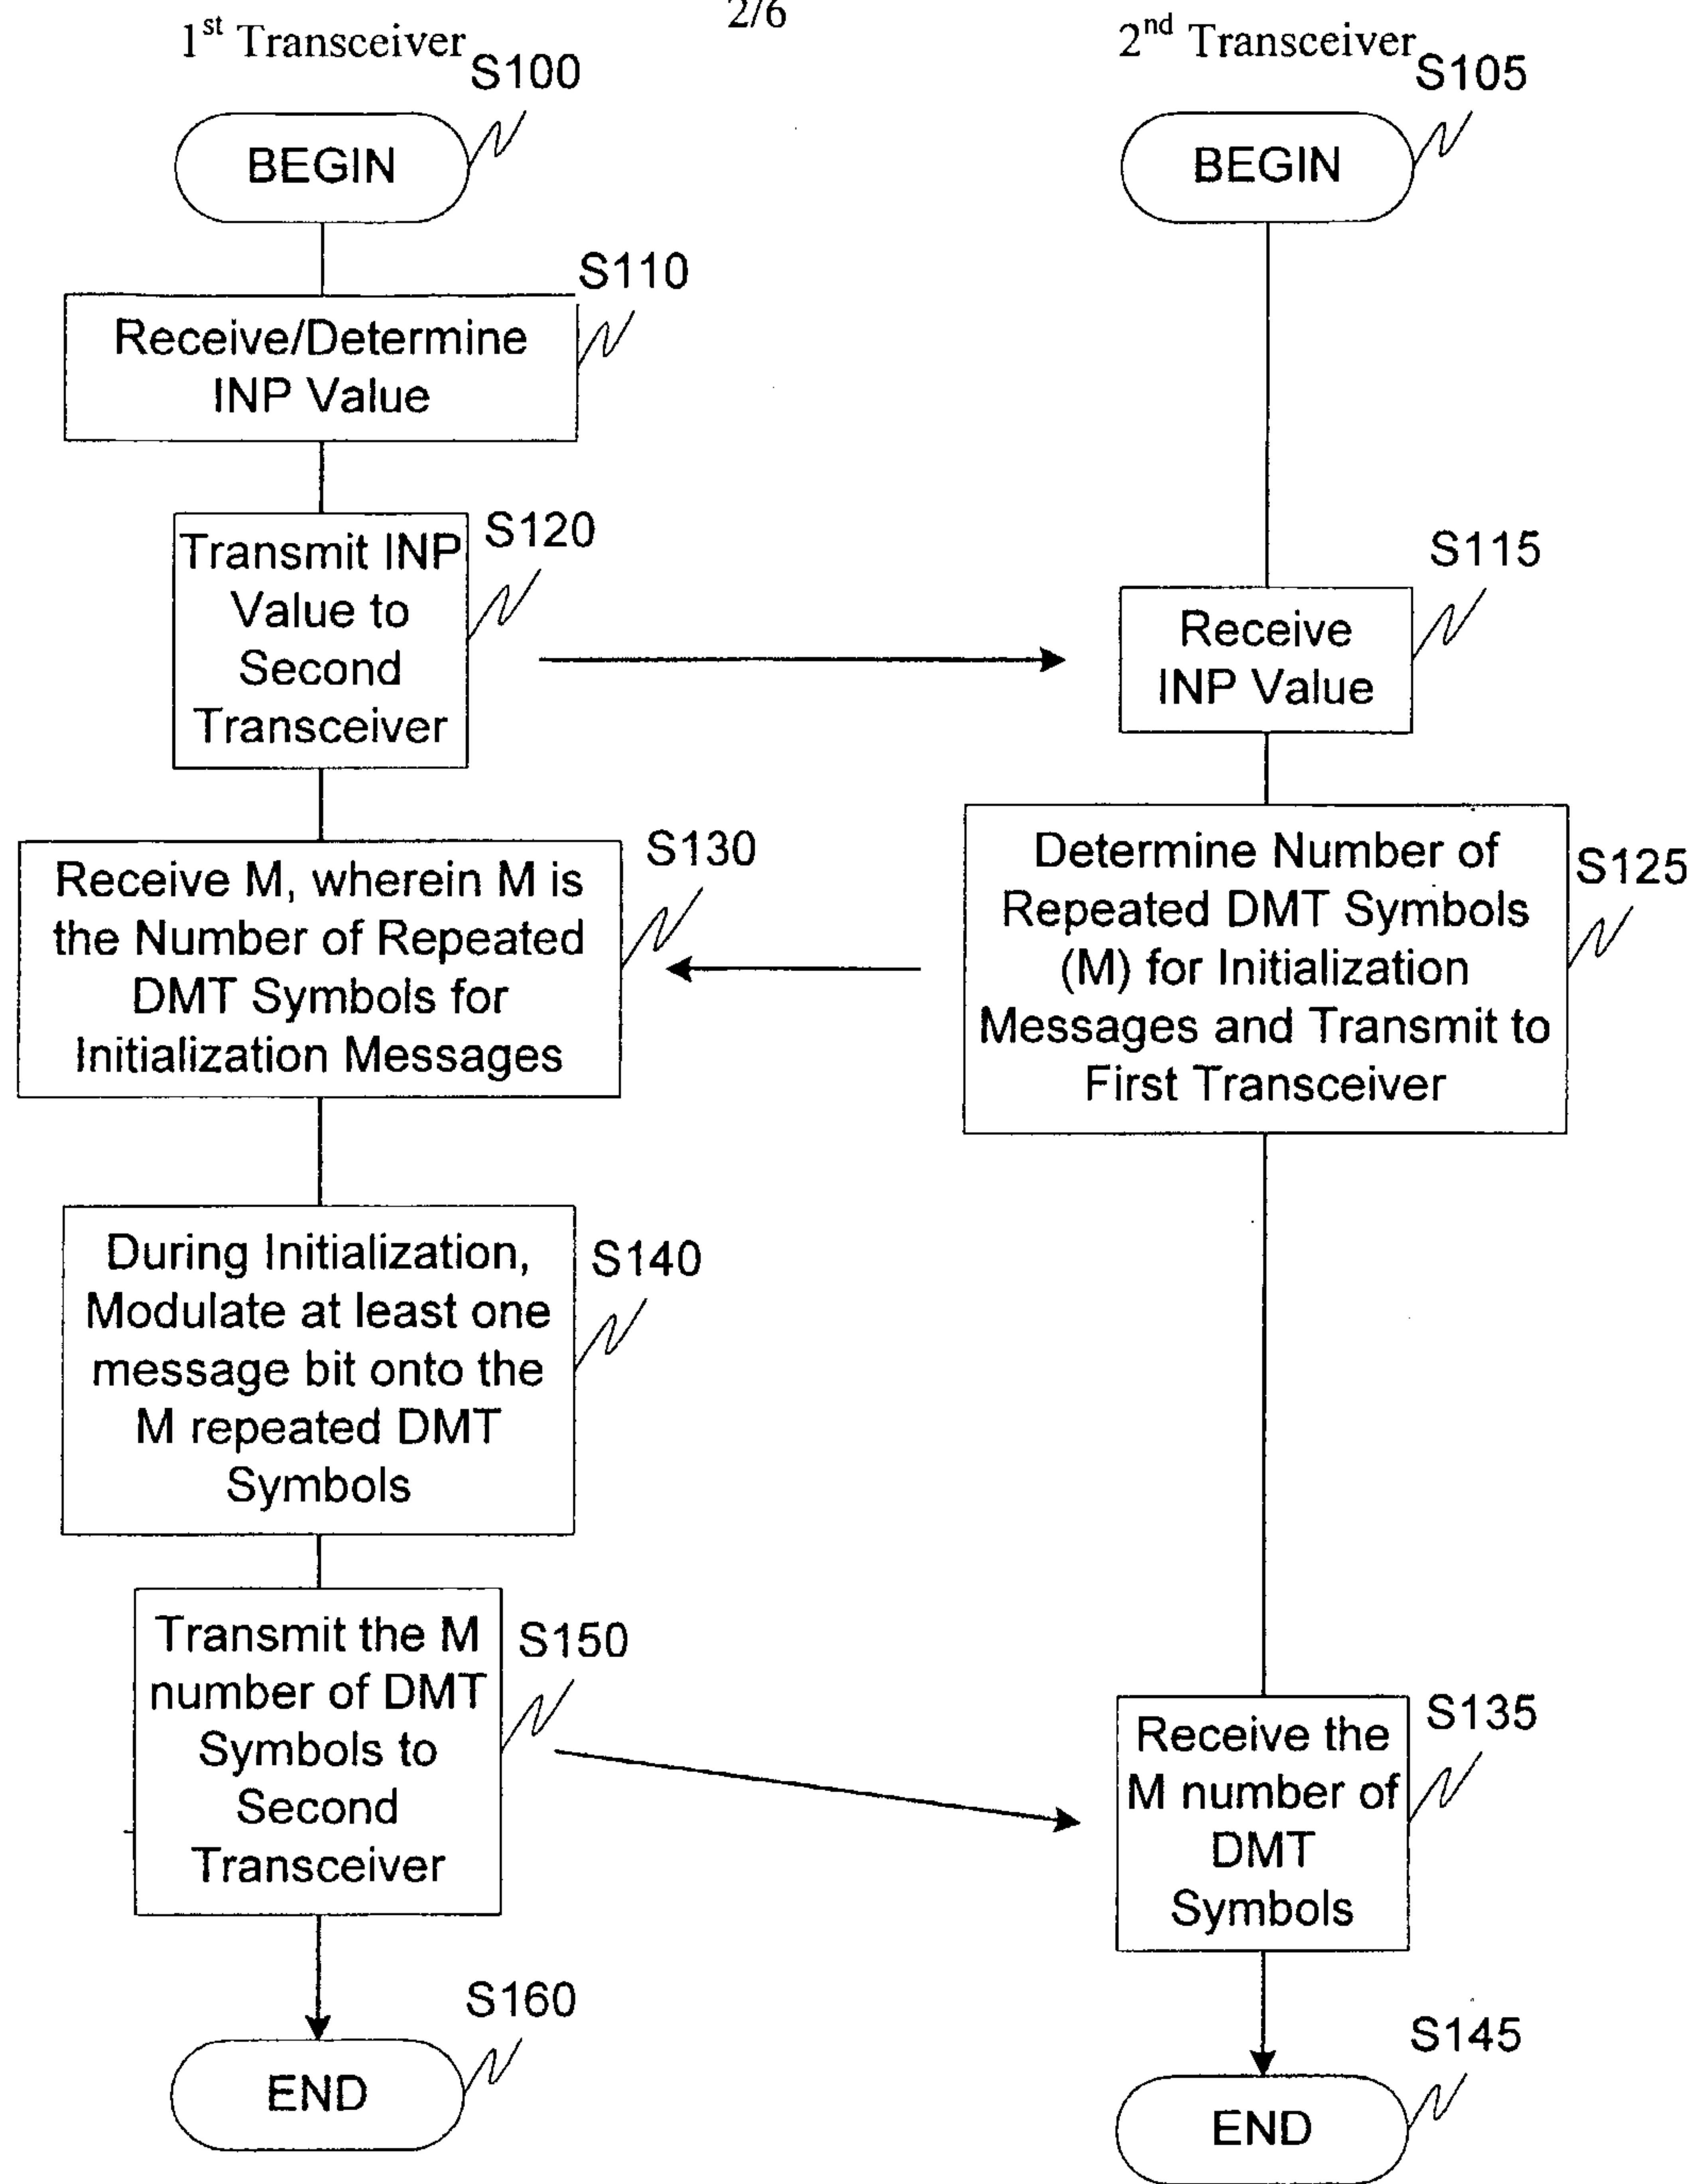 2/6
1st Transceiver
S100
BEGIN
S110
Receive/Determine
INP Value
S120
Transmit INP
Value to
Second
Transceiver
S130
Receive M, wherein M is
the Number of Repeated
DMT Symbols for
Initialization Messages
S140
During Initialization,
Modulate at least one
message bit onto the
M repeated DMT
Symbols
S150
Transmit the M
number of DMT
Symbols to
Second
Transceiver
S160
END
2nd Transceiver
S105
BEGIN
S115
Receive
INP Value
S125
Determine Number of
Repeated DMT Symbols
(M) for Initialization
Messages and Transmit to
First Transceiver
S135
Receive the
M number of
DMT
Symbols
S145
END